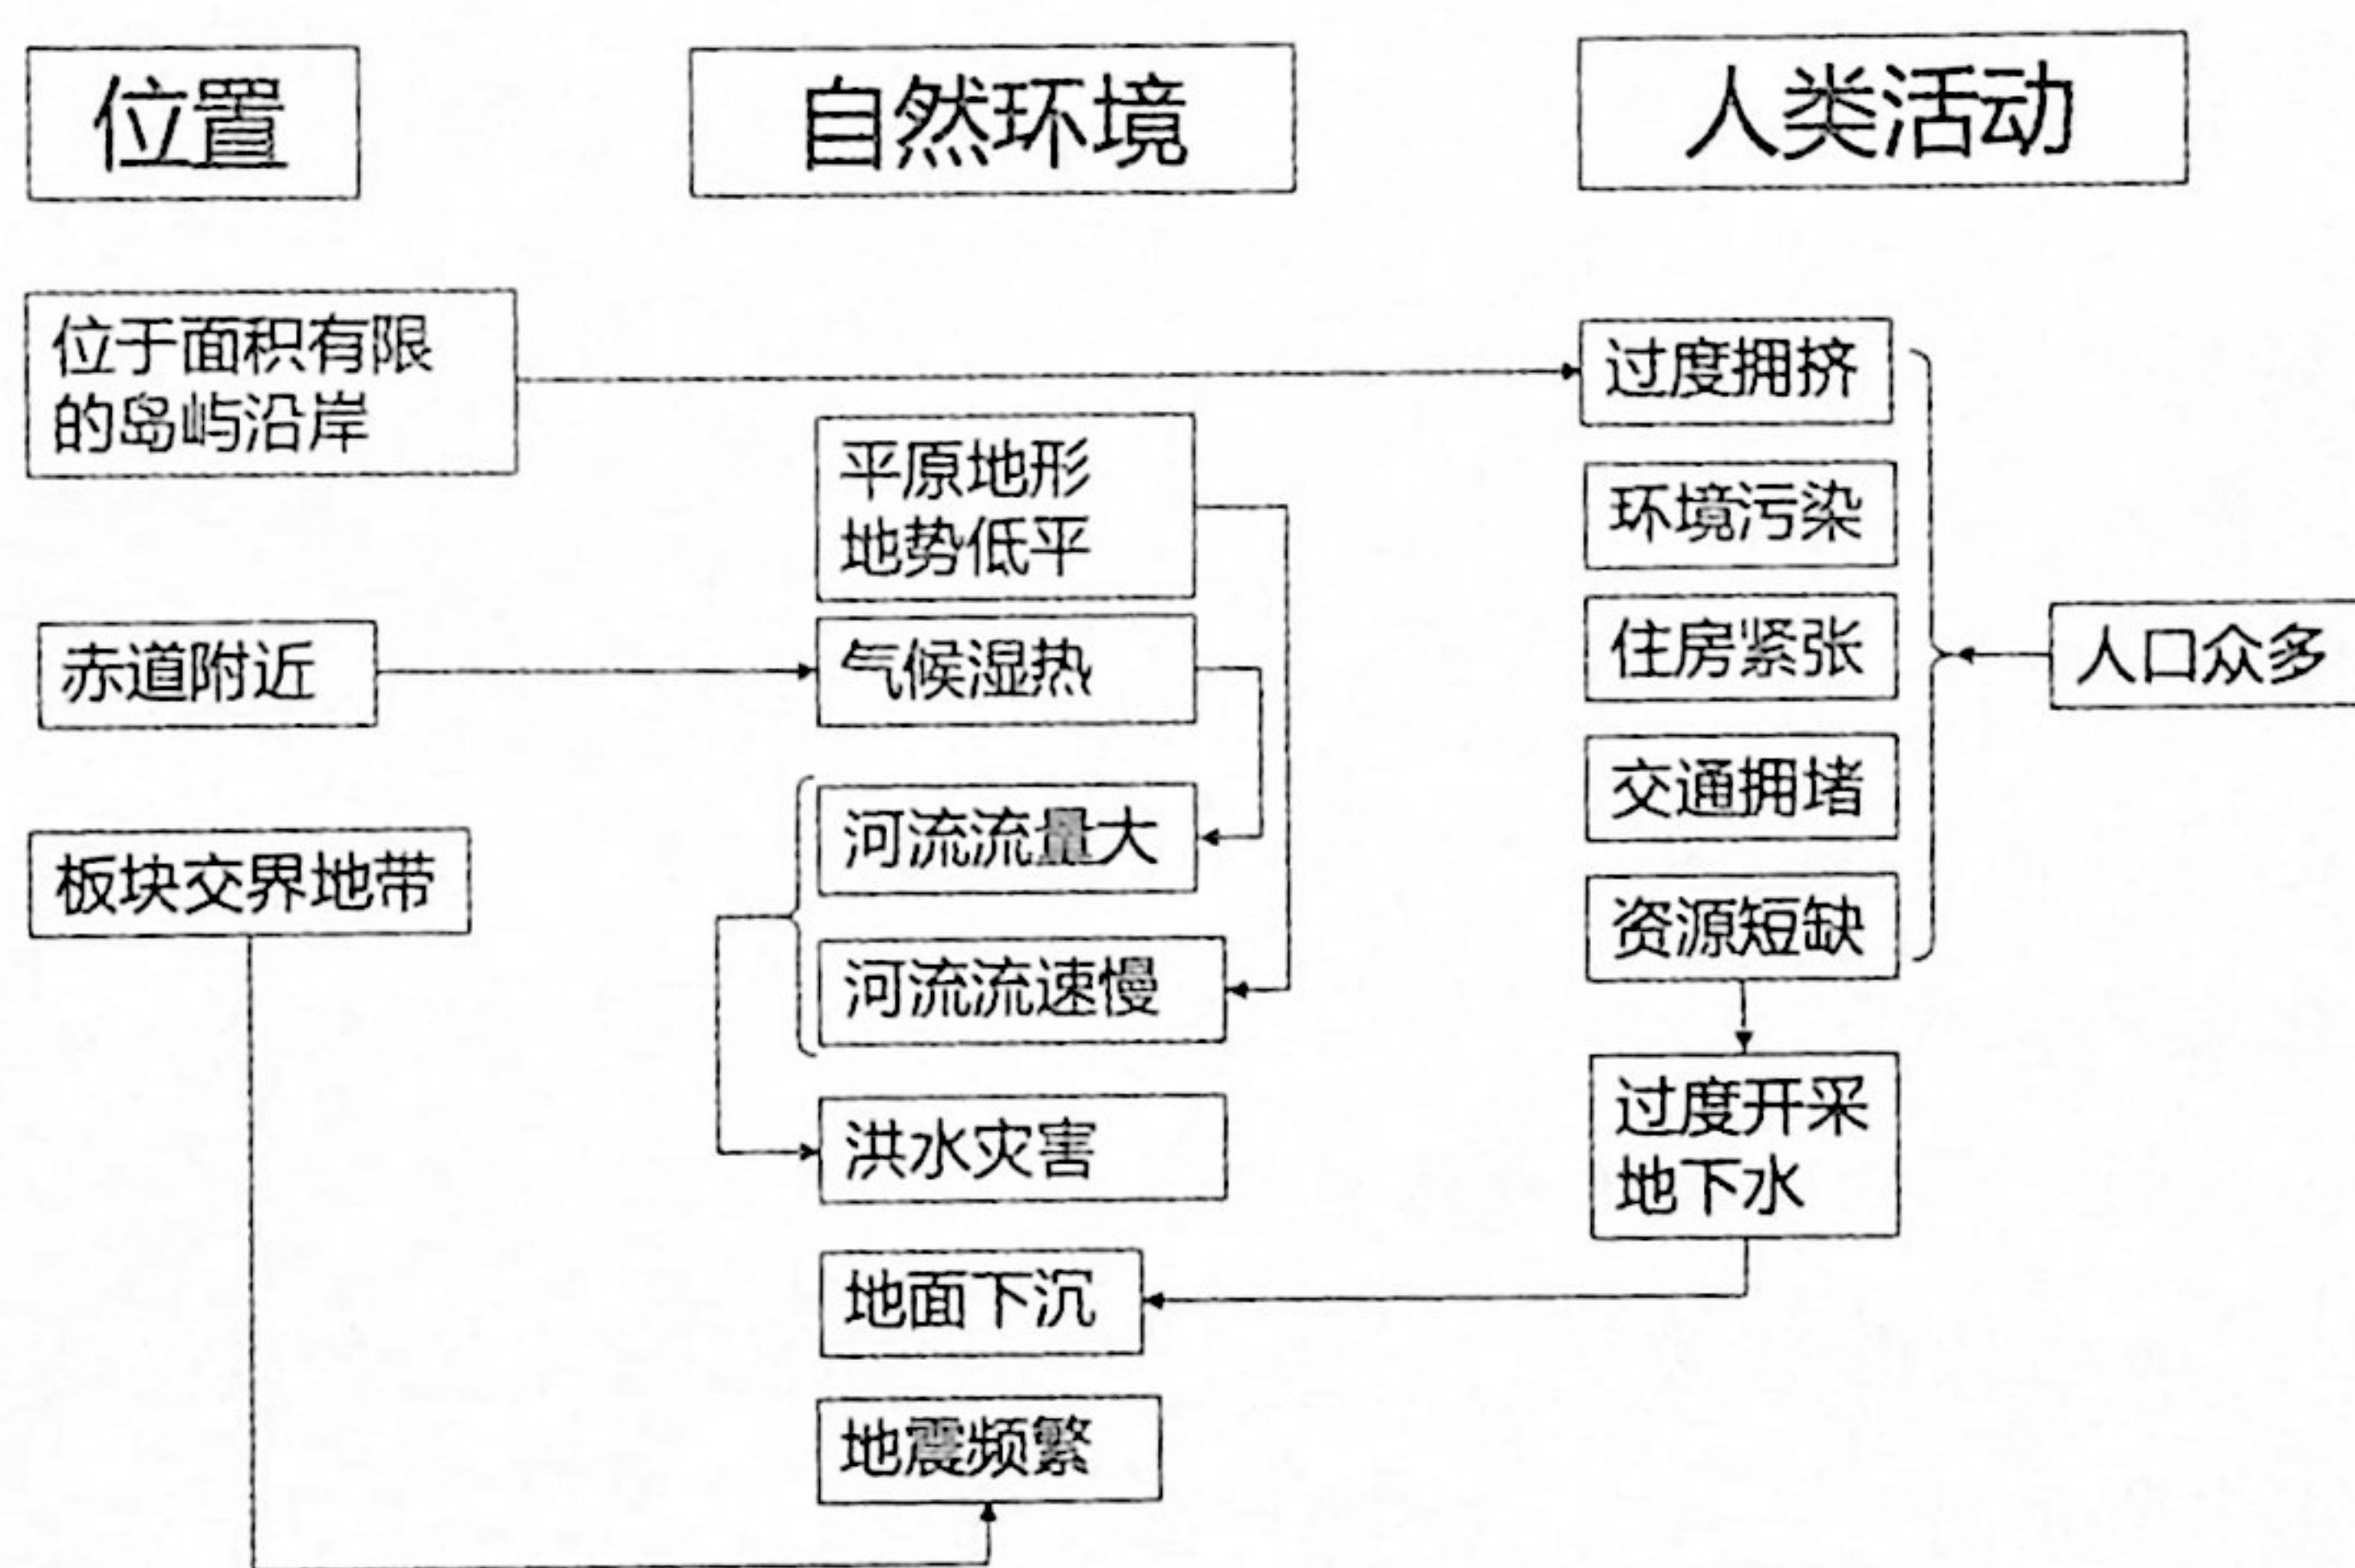 位置
自然环境
人类活动
位于面积有限
的岛屿沿岸
赤道附近
板块交界地带
平原地形
地势低平
气候湿热
河流流量大
河流流速慢
洪水灾害
地面下沉
地震频繁
过度拥挤
环境污染
住房紧张
交通拥堵
资源短缺
过度开采
地下水
人口众多